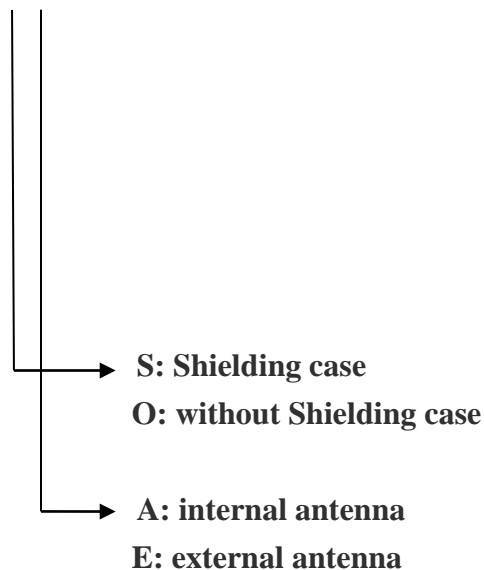 S: Shielding case
O: without Shielding case
A: internal antenna
E: external antenna